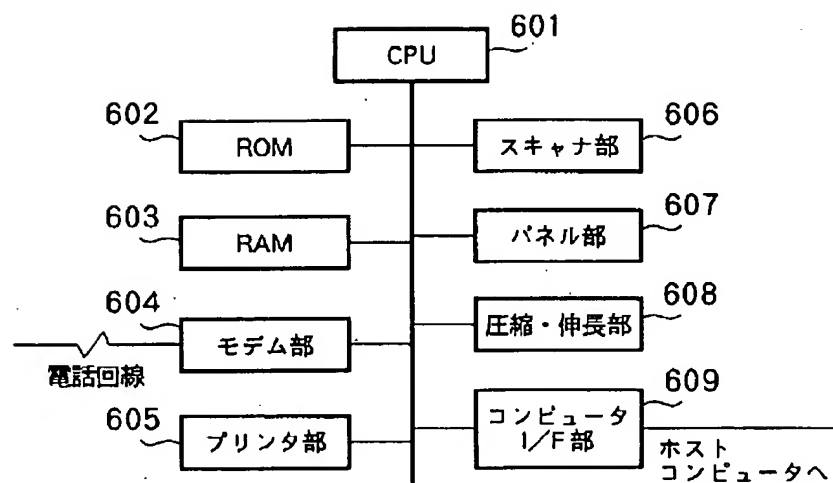 601
CPU
602
ROM
606
スキャナ部
603
RAM
607
パネル部
604
モデム部
電話回線
608
圧縮・伸長部
605
プリンタ部
609
コンピュータ
I/F部
ホスト
コンピュータへ